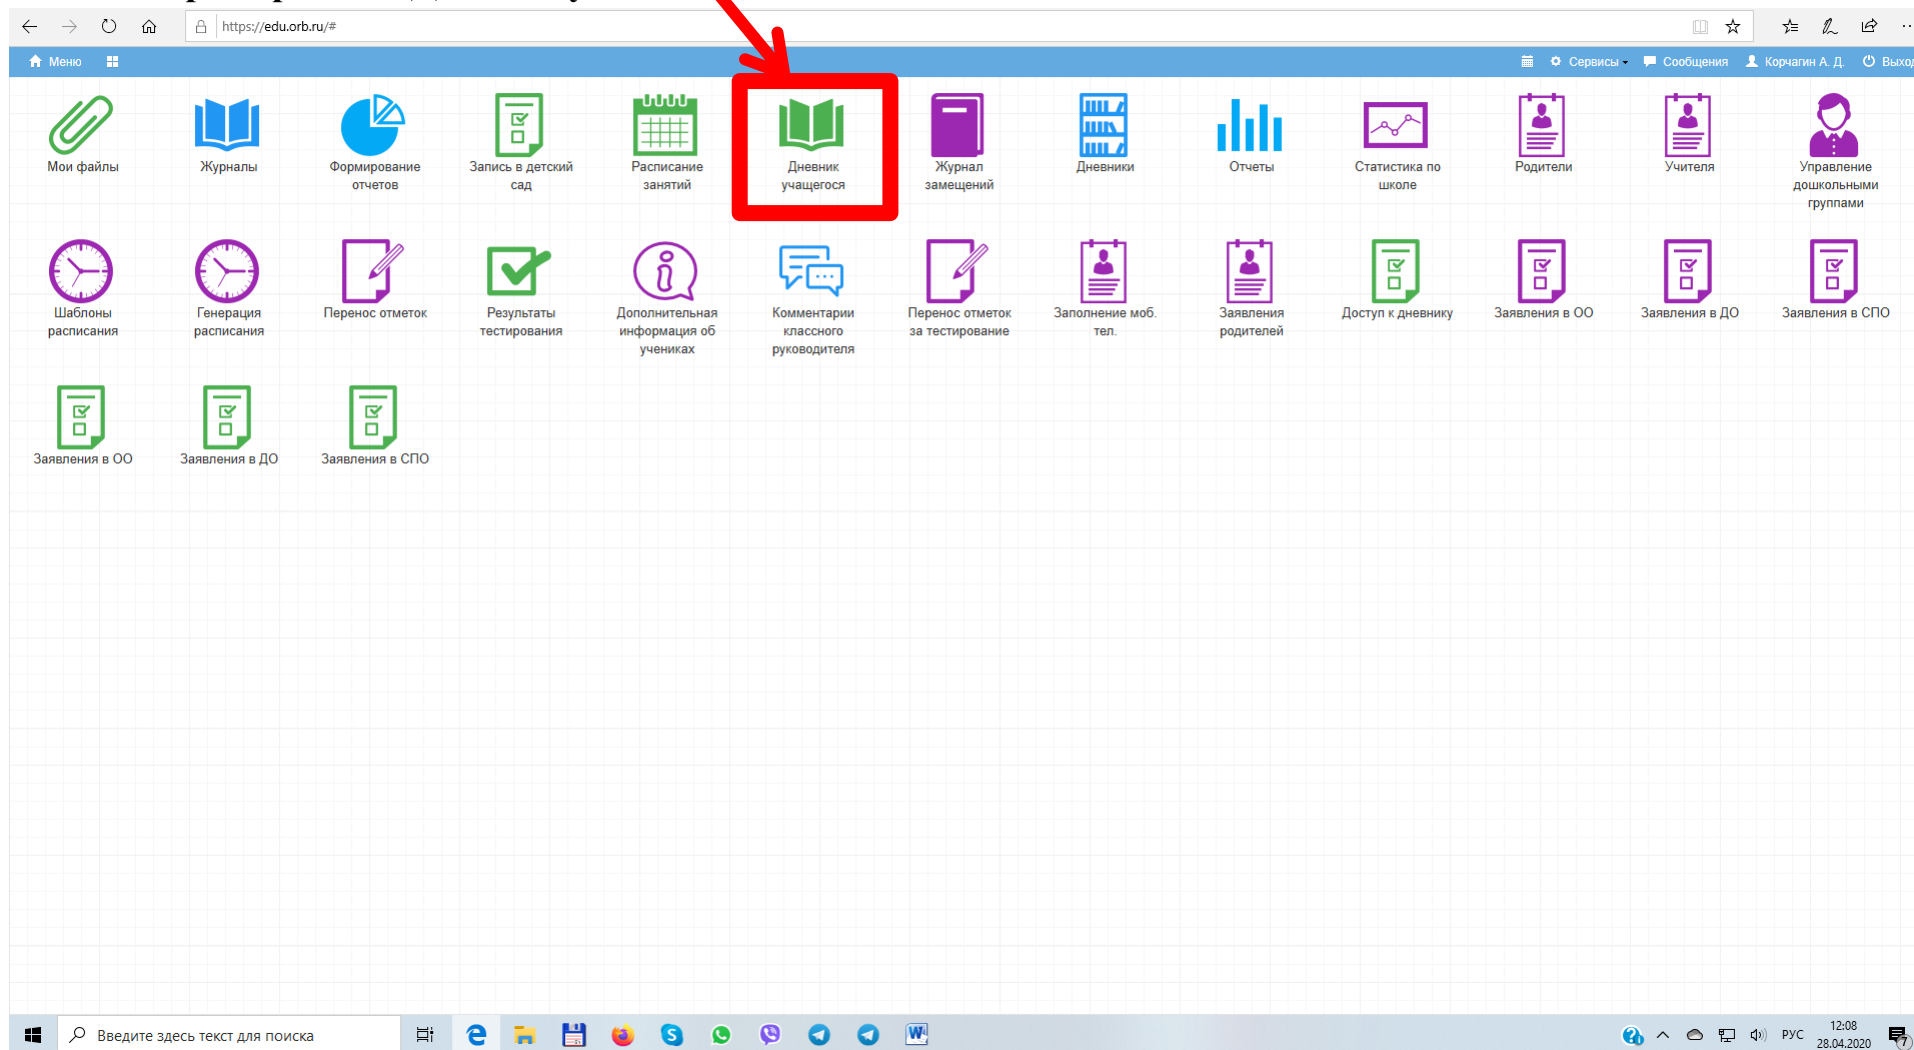 https://edu.orb.ru/#
Меню
Сервисы
Сообщения
Корчагин А. Д.
Выход
Мои файлы
Журналы
Формирование
отчетов
Запись в детский
сад
Расписание
занятий
Дневник
учащегося
Журнал
замещений
Дневники
Отчеты
Статистика по
школе
Родители
Учителя
Управление
дошкольными
группами
Шаблоны
расписания
Генерация
расписания
Перенос отметок
Результаты
тестирования
Дополнительная
информация об
учениках
Комментарии
классного
руководителя
Перенос отметок
за тестирование
Заполнение моб.
тел.
Заявления
родителей
Доступ к дневнику
Заявления в ОО
Заявления в ДО
Заявления в СПО
Заявления в ОО
Заявления в ДО
Заявления в СПО
Введите здесь текст для поиска
РУС
12:08
28.04.2020
7